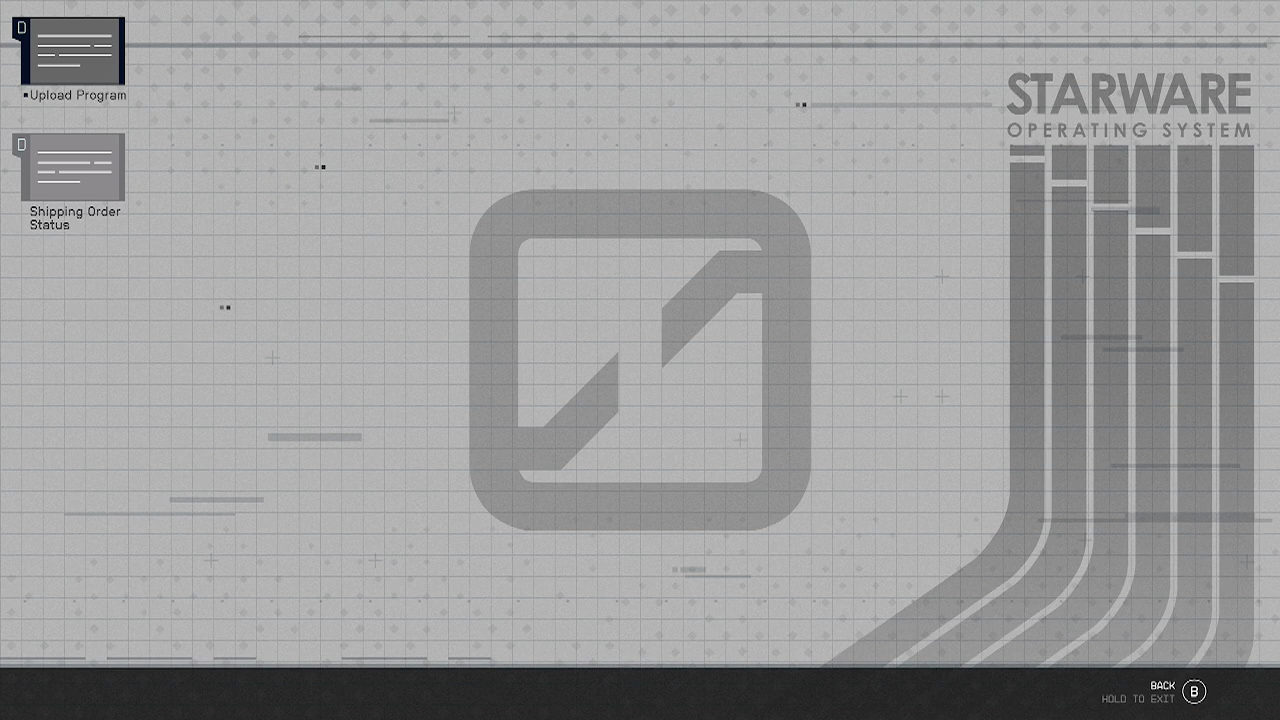 D
Upload Program
D
Shipping Order
Status
STARWARE
OPERATING SYSTEM
BACK
HOLD TO EXIT
B